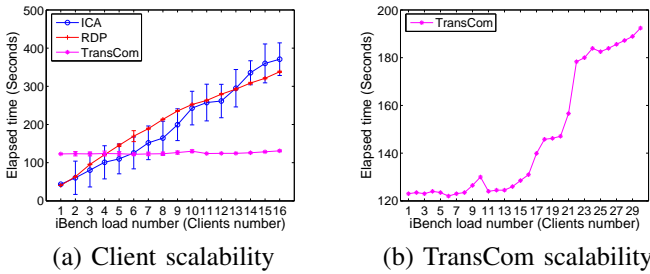 500
400
300
200
100
0
Elapsed time (Seconds)
ICA
RDP
TransCom
1 2 3 4 5 6 7 8 9 10 11 12 13 14 15 16
iBench load number (Clients number)
(a) Client scalability
200
180
160
140
120
Elapsed time (Seconds)
TransCom
1 3 5 7 9 11 13 15 17 19 21 23 25 27 29
iBench load number (Clients number)
(b) TransCom scalability